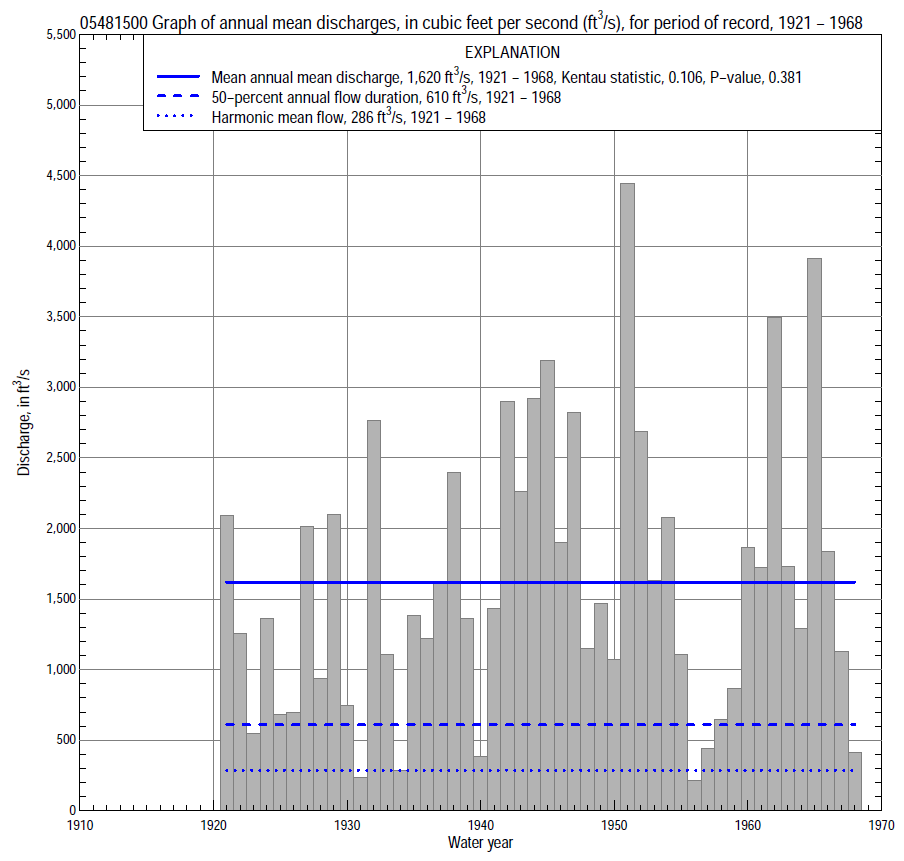 05481500 Graph of annual mean discharges, in cubic feet per second (ft³/s), for period of record, 1921 – 1968
EXPLANATION
Mean annual mean discharge, 1,620 ft³/s, 1921 – 1968, Kentau statistic, 0.106, P–value, 0.381
50–percent annual flow duration, 610 ft³/s, 1921 – 1968
Harmonic mean flow, 286 ft³/s, 1921 – 1968
5,500
5,000
4,500
4,000
3,500
3,000
2,500
2,000
1,500
1,000
500
0
Discharge, in ft³/s
1910 1920 1930 1940 1950 1960 1970
Water year